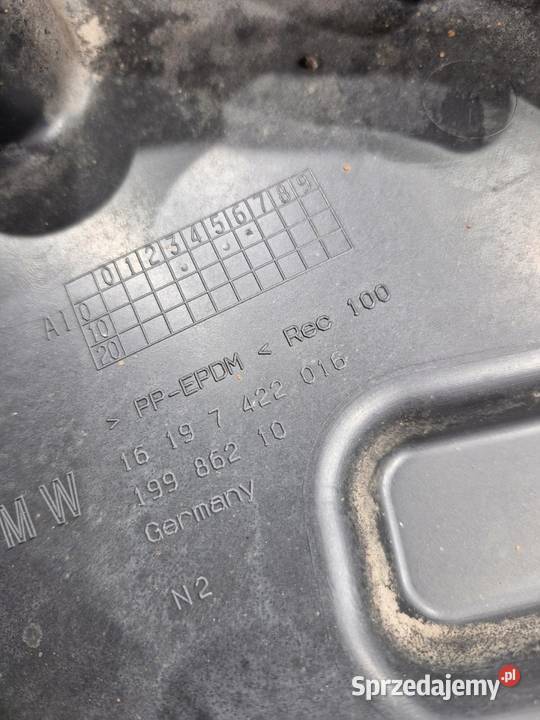 0 1 2 3 4 5 6 7 8 9
A1
0
10
20
> PP-EPDM < Rec 100
16 19 7 422 016
199 862 10
MW
Germany
N2
Sprzedajemy.pl